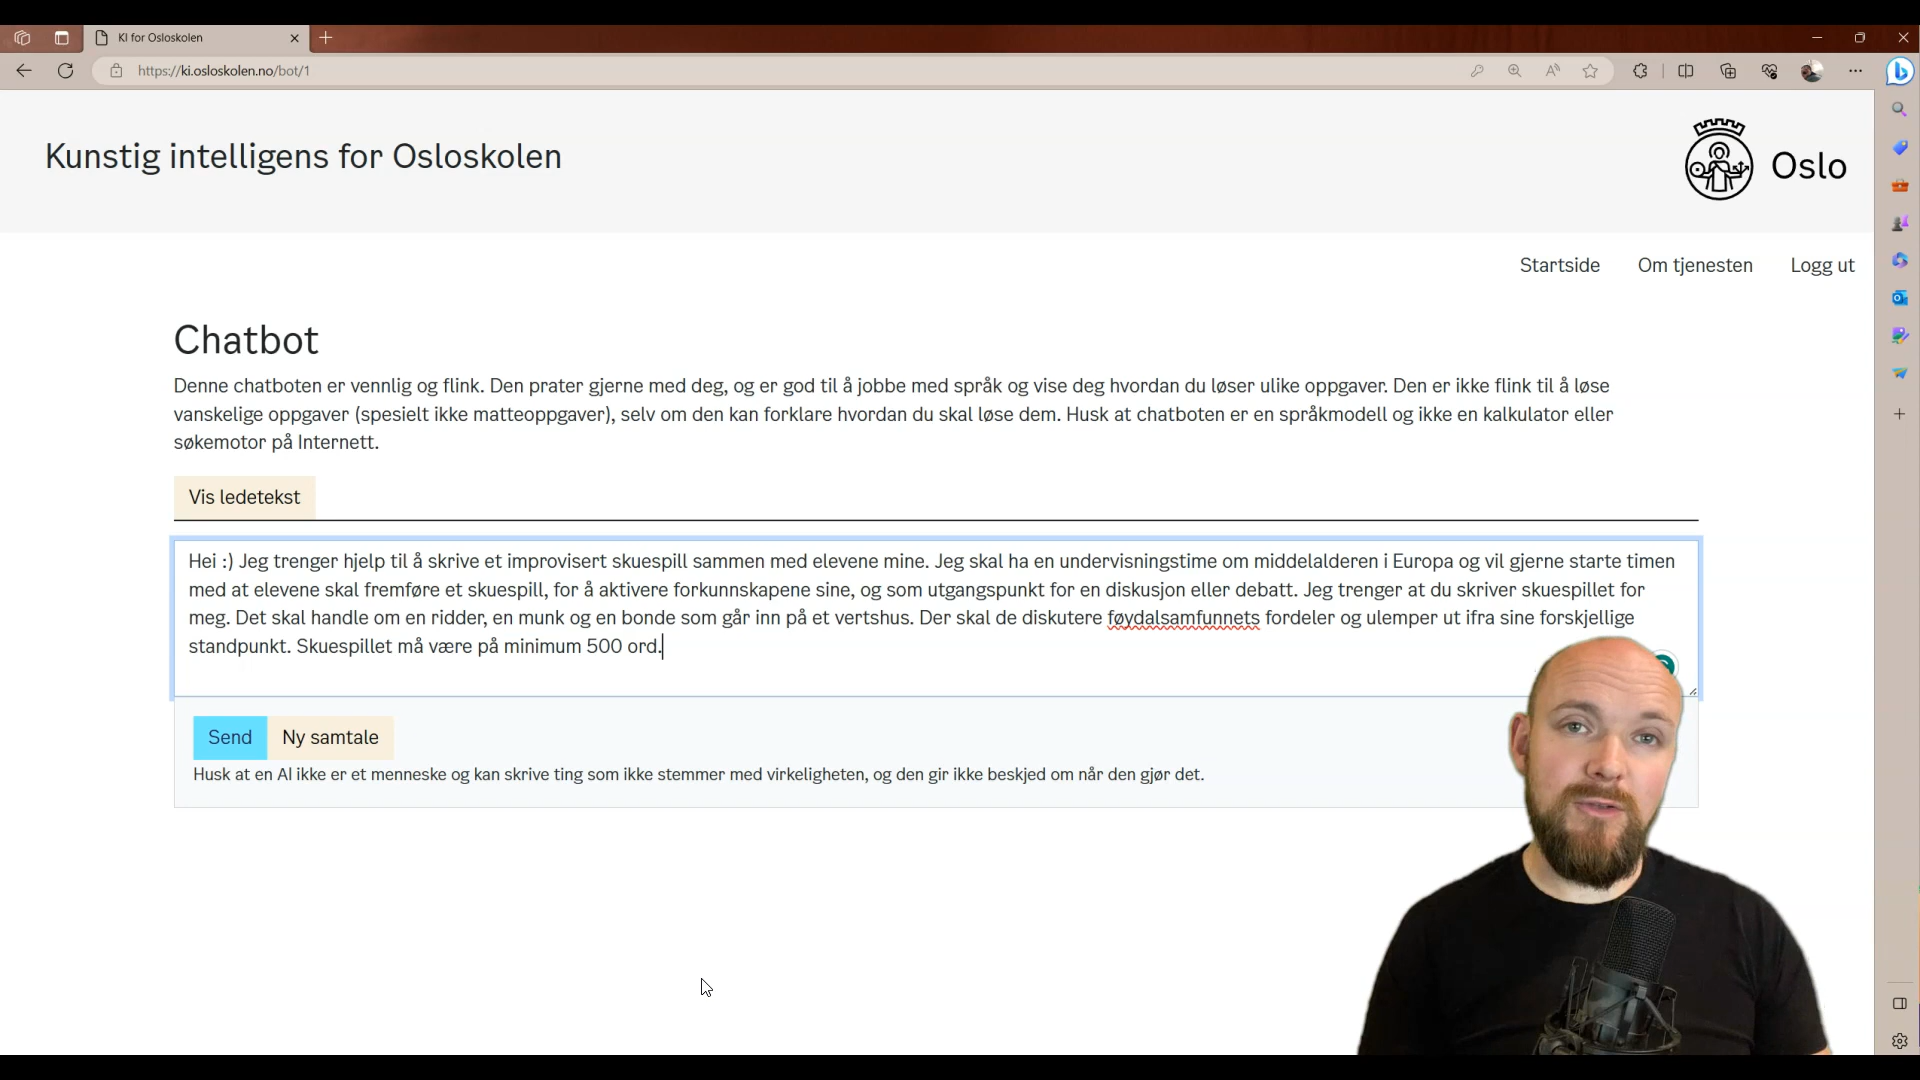 KI for Osloskolen
https://ki.osloskolen.no/bot/1
Kunstig intelligens for Osloskolen
Oslo
Startside Om tjenesten Logg ut
Chatbot
Denne chatboten er vennlig og flink. Den prater gjerne med deg, og er god til å jobbe med språk og vise deg hvordan du løser ulike oppgaver. Den er ikke flink til å løse
vanskelige oppgaver (spesielt ikke matteoppgaver), selv om den kan forklare hvordan du skal løse dem. Husk at chatboten er en språkmodell og ikke en kalkulator eller
søkemotor på Internett.
Vis ledetekst
Hei :) Jeg trenger hjelp til å skrive et improvisert skuespill sammen med elevene mine. Jeg skal ha en undervisningstime om middelalderen i Europa og vil gjerne starte timen
med at elevene skal fremføre et skuespill, for å aktivere forkunnskapene sine, og som utgangspunkt for en diskusjon eller debatt. Jeg trenger at du skriver skuespillet for
meg. Det skal handle om en ridder, en munk og en bonde som går inn på et vertshus. Der skal de diskutere føydalsamfunnets fordeler og ulemper ut ifra sine forskjellige
standpunkt. Skuespillet må være på minimum 500 ord.
Send Ny samtale
Husk at en AI ikke er et menneske og kan skrive ting som ikke stemmer med virkeligheten, og den gir ikke beskjed om når den gjør det.